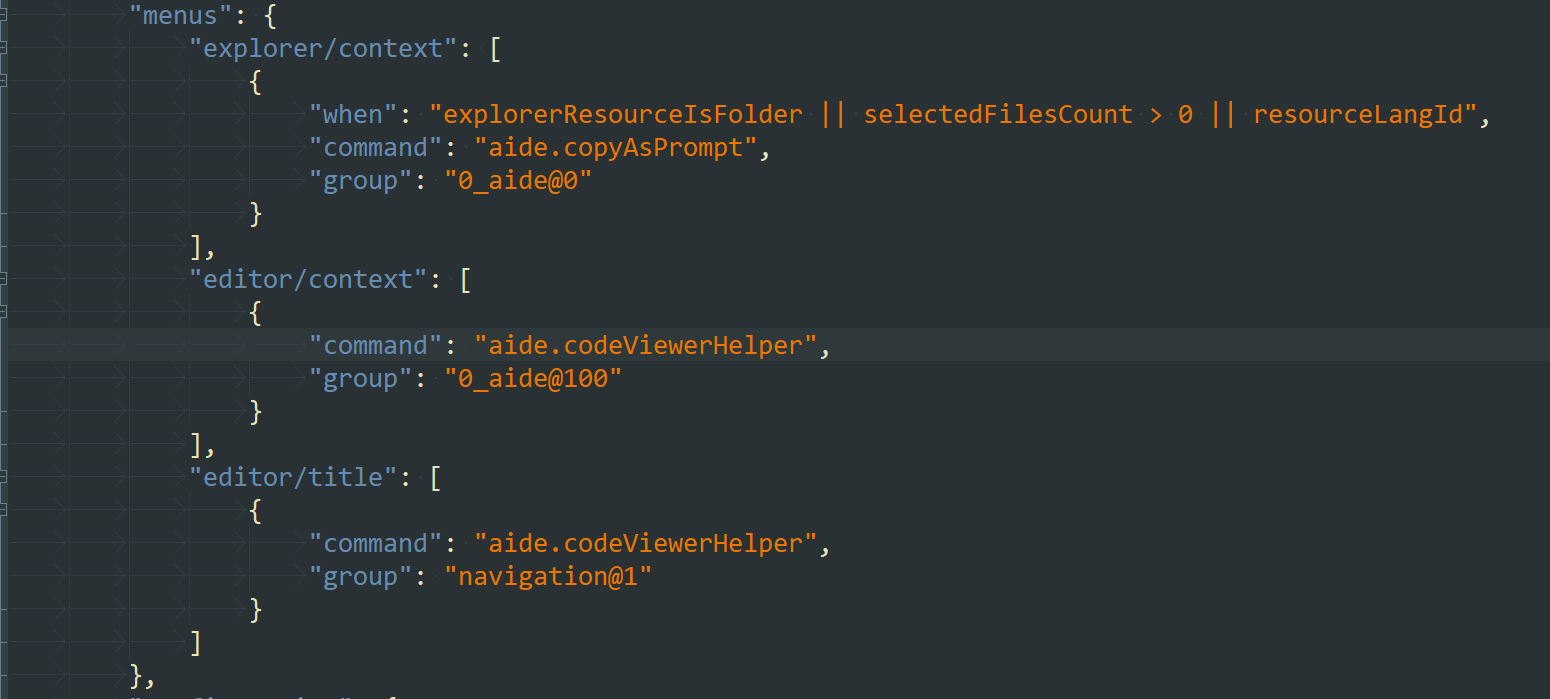 "menus": {
"explorer/context": [
{
"when": "explorerResourceIsFolder || selectedFilesCount > 0 || resourceLangId",
"command": "aide.copyAsPrompt",
"group": "0_aide@0"
}
],
"editor/context": [
{
"command": "aide.codeViewerHelper",
"group": "0_aide@100"
}
],
"editor/title": [
{
"command": "aide.codeViewerHelper",
"group": "navigation@1"
}
]
},